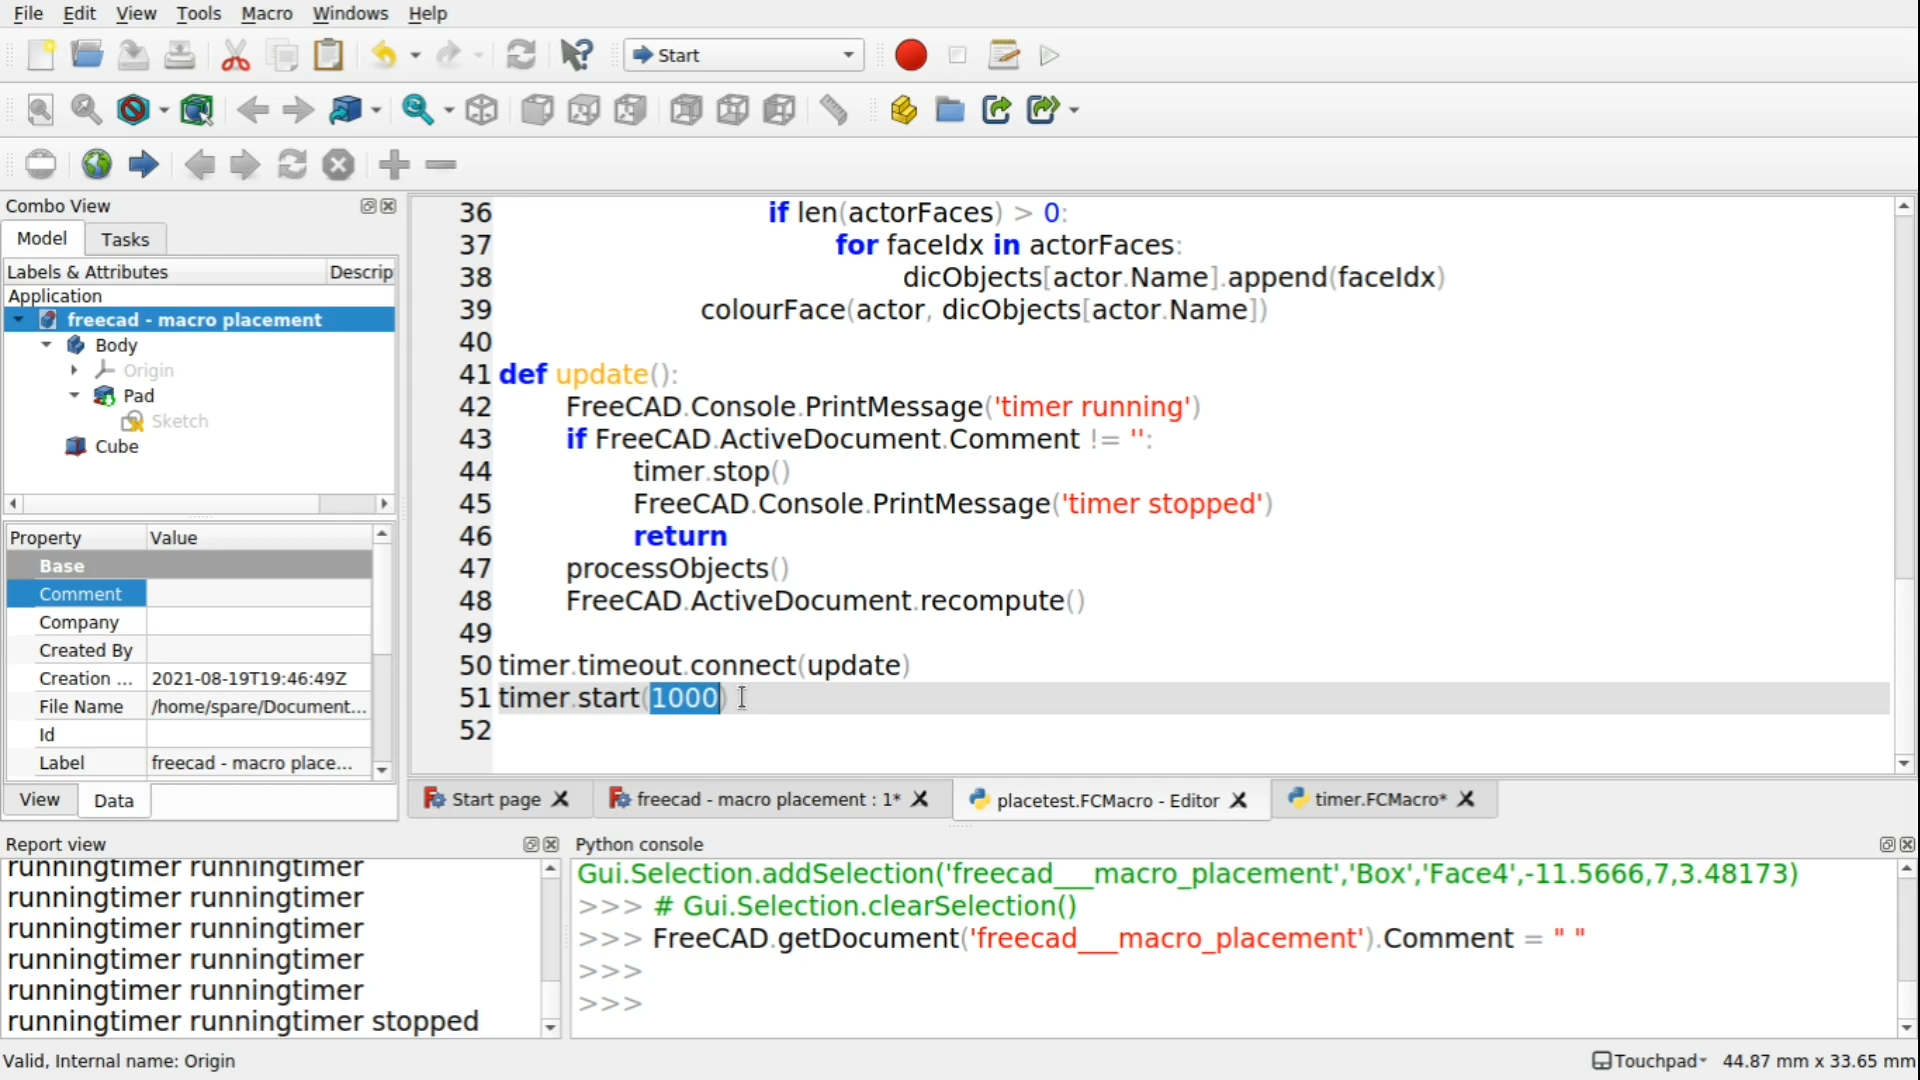 File Edit View Tools Macro Windows Help
Start
Combo View
Model Tasks
Labels & Attributes Descrip
Application
freecad - macro placement
Body
Origin
Pad
Sketch
Cube
Property Value
Base
Comment
Company
Created By
Creation ... 2021-08-19T19:46:49Z
File Name /home/spare/Document...
Id
Label freecad - macro place...
View Data
36 if len(actorFaces) > 0:
37 for faceIdx in actorFaces:
38 dicObjects[actor.Name].append(faceIdx)
39 colourFace(actor, dicObjects[actor.Name])
40
41 def update():
42 FreeCAD.Console.PrintMessage('timer running')
43 if FreeCAD.ActiveDocument.Comment != '':
44 timer.stop()
45 FreeCAD.Console.PrintMessage('timer stopped')
46 return
47 processObjects()
48 FreeCAD.ActiveDocument.recompute()
49
50 timer.timeout.connect(update)
51 timer.start(1000)
52
Start page freecad - macro placement : 1* placetest.FCMacro - Editor timer.FCMacro*
Report view
runningtimer runningtimer
runningtimer runningtimer
runningtimer runningtimer
runningtimer runningtimer
runningtimer runningtimer
runningtimer runningtimer stopped
Python console
Gui.Selection.addSelection('freecad___macro_placement','Box','Face4',-11.5666,7,3.48173)
>>> # Gui.Selection.clearSelection()
>>> FreeCAD.getDocument('freecad___macro_placement').Comment = " "
>>>
>>>
Valid, Internal name: Origin Touchpad 44.87 mm x 33.65 mm